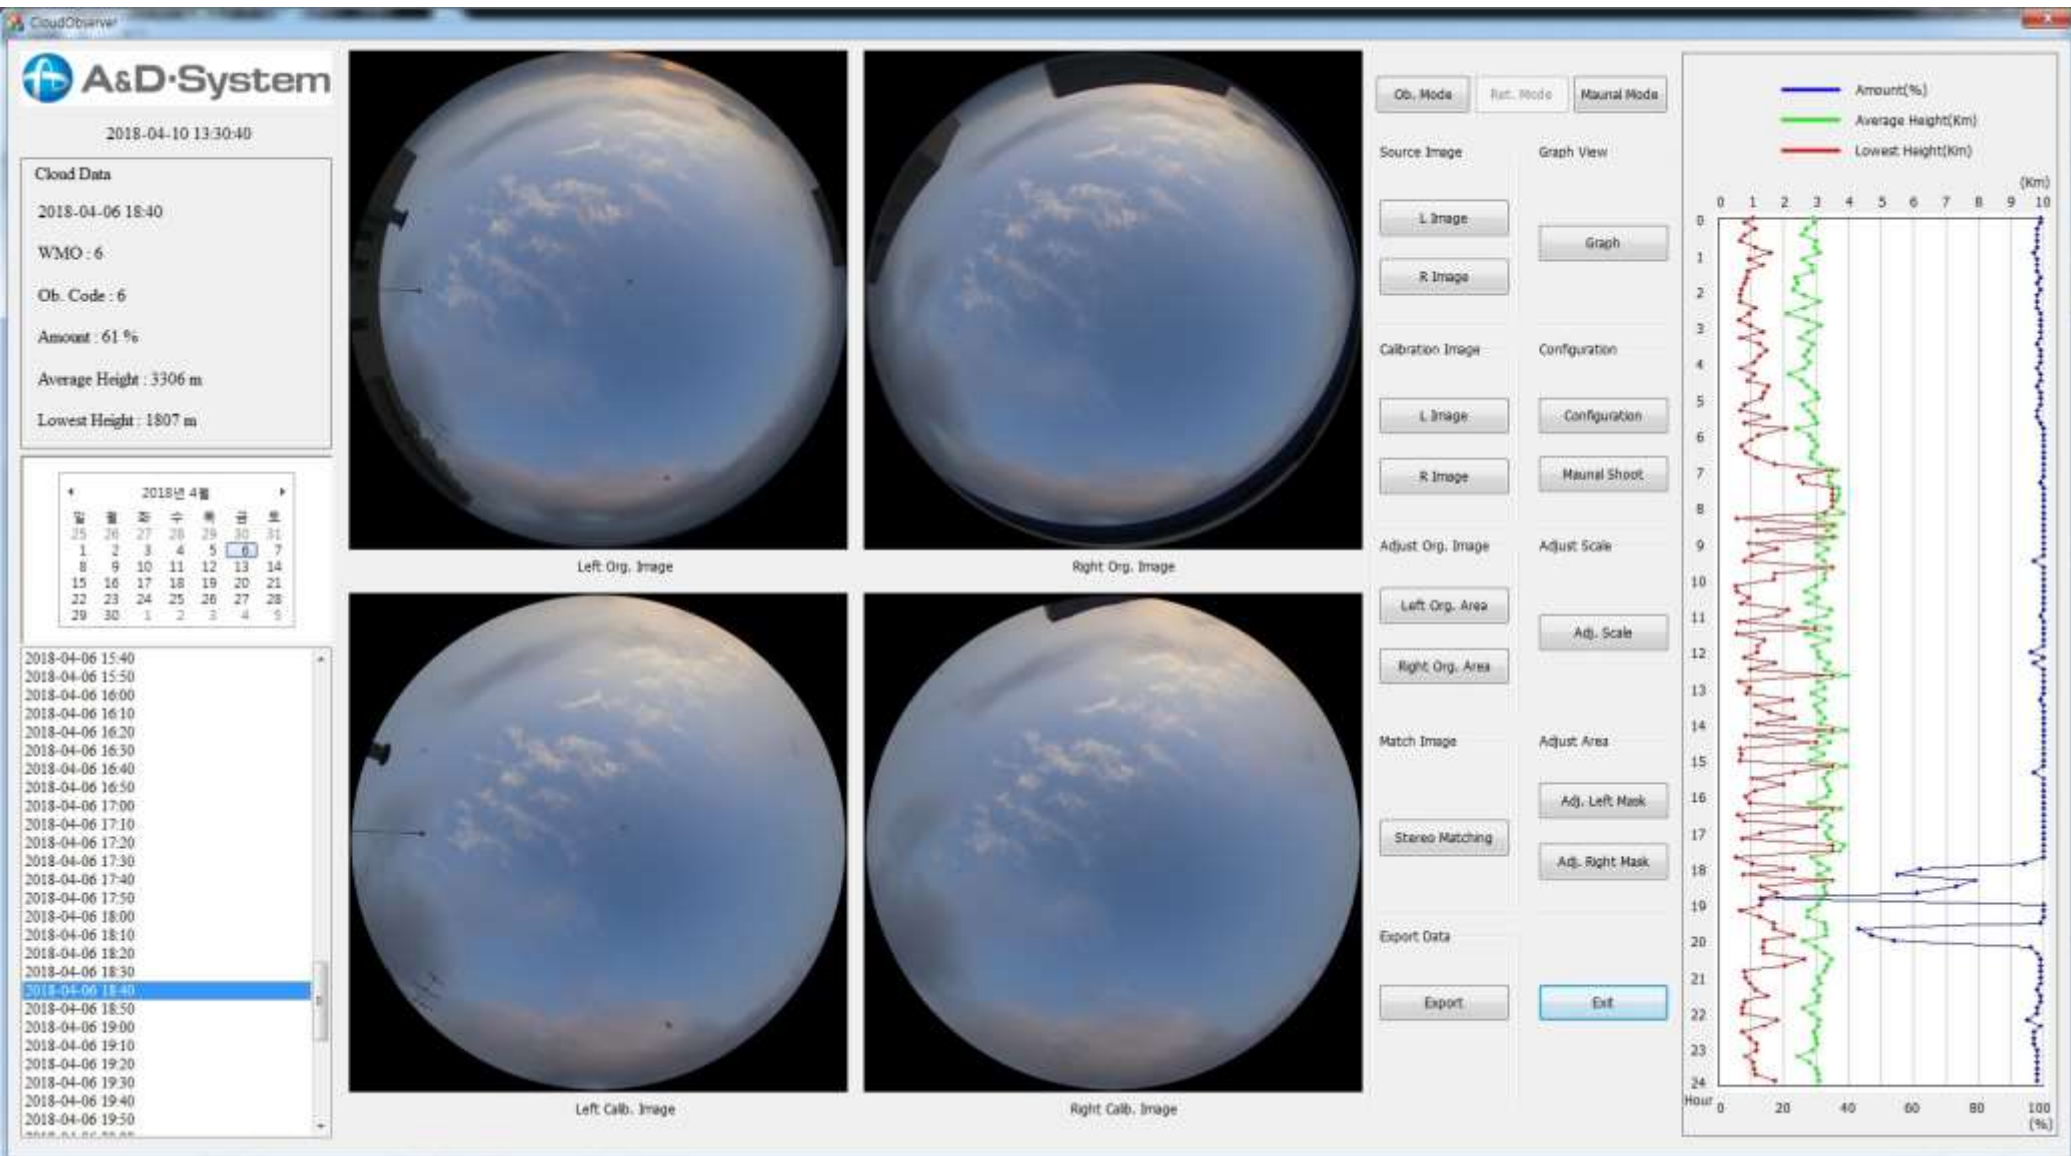 CloudObserver
A&D·System
2018-04-10 13:30:40
Cloud Data
2018-04-06 18:40
WMO : 6
Ob. Code : 6
Amount : 61 %
Average Height : 3306 m
Lowest Height : 1807 m
2018년 4월
일 월 화 수 목 금 토
25 26 27 28 29 30 31
1 2 3 4 5 6 7
8 9 10 11 12 13 14
15 16 17 18 19 20 21
22 23 24 25 26 27 28
29 30 1 2 3 4 5
2018-04-06 15:40
2018-04-06 15:50
2018-04-06 16:00
2018-04-06 16:10
2018-04-06 16:20
2018-04-06 16:30
2018-04-06 16:40
2018-04-06 16:50
2018-04-06 17:00
2018-04-06 17:10
2018-04-06 17:20
2018-04-06 17:30
2018-04-06 17:40
2018-04-06 17:50
2018-04-06 18:00
2018-04-06 18:10
2018-04-06 18:20
2018-04-06 18:30
2018-04-06 18:40
2018-04-06 18:50
2018-04-06 19:00
2018-04-06 19:10
2018-04-06 19:20
2018-04-06 19:30
2018-04-06 19:40
2018-04-06 19:50
Left Org. Image
Right Org. Image
Left Calib. Image
Right Calib. Image
Ob. Mode
Ret. Mode
Maunal Mode
Source Image
L Image
R Image
Graph View
Graph
Calibration Image
L Image
R Image
Configuration
Configuration
Maunal Shoot
Adjust Org. Image
Left Org. Area
Right Org. Area
Adjust Scale
Adj. Scale
Match Image
Stereo Matching
Adjust Area
Adj. Left Mask
Adj. Right Mask
Export Data
Export
Exit
Amount(%)
Average Height(Km)
Lowest Height(Km)
(Km)
0 1 2 3 4 5 6 7 8 9 10
0
1
2
3
4
5
6
7
8
9
10
11
12
13
14
15
16
17
18
19
20
21
22
23
24
Hour
0 20 40 60 80 100
(%)